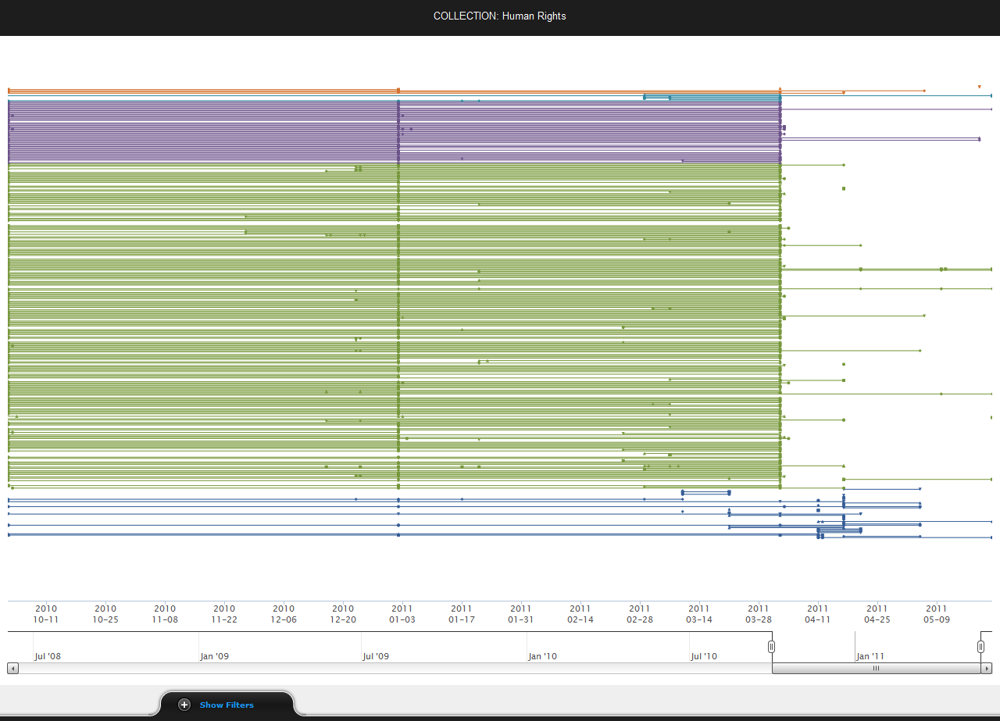 COLLECTION: Human Rights
2010 2010 2010 2010 2010 2010 2011 2011 2011 2011 2011 2011 2011 2011 2011 2011
10-11 10-25 11-08 11-22 12-06 12-20 01-03 01-17 01-31 02-14 02-28 03-14 03-28 04-11 04-25 05-09
Jul '08 Jan '09 Jul '09 Jan '10 Jul '10 Jan '11
Show Filters